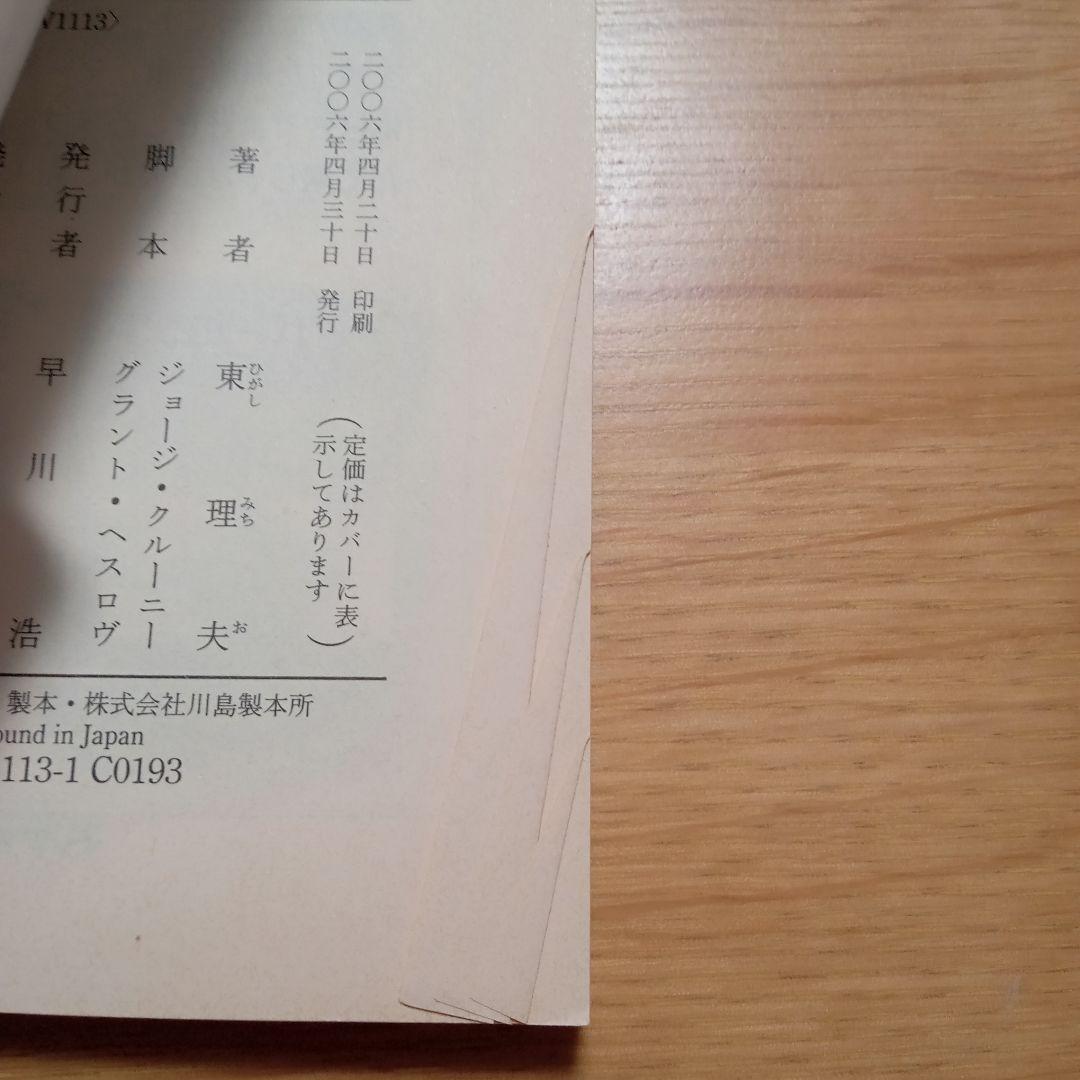 V1113〉
二〇〇六年四月二十日 印刷
二〇〇六年四月三十日 発行
（定価はカバーに表
示してあります）
著者 東理夫
ひがし みち お
脚本 ジョージ・クルーニー
グラント・ヘスロヴ
発行者 早川浩
製本・株式会社川島製本所
ound in Japan
113-1 C0193